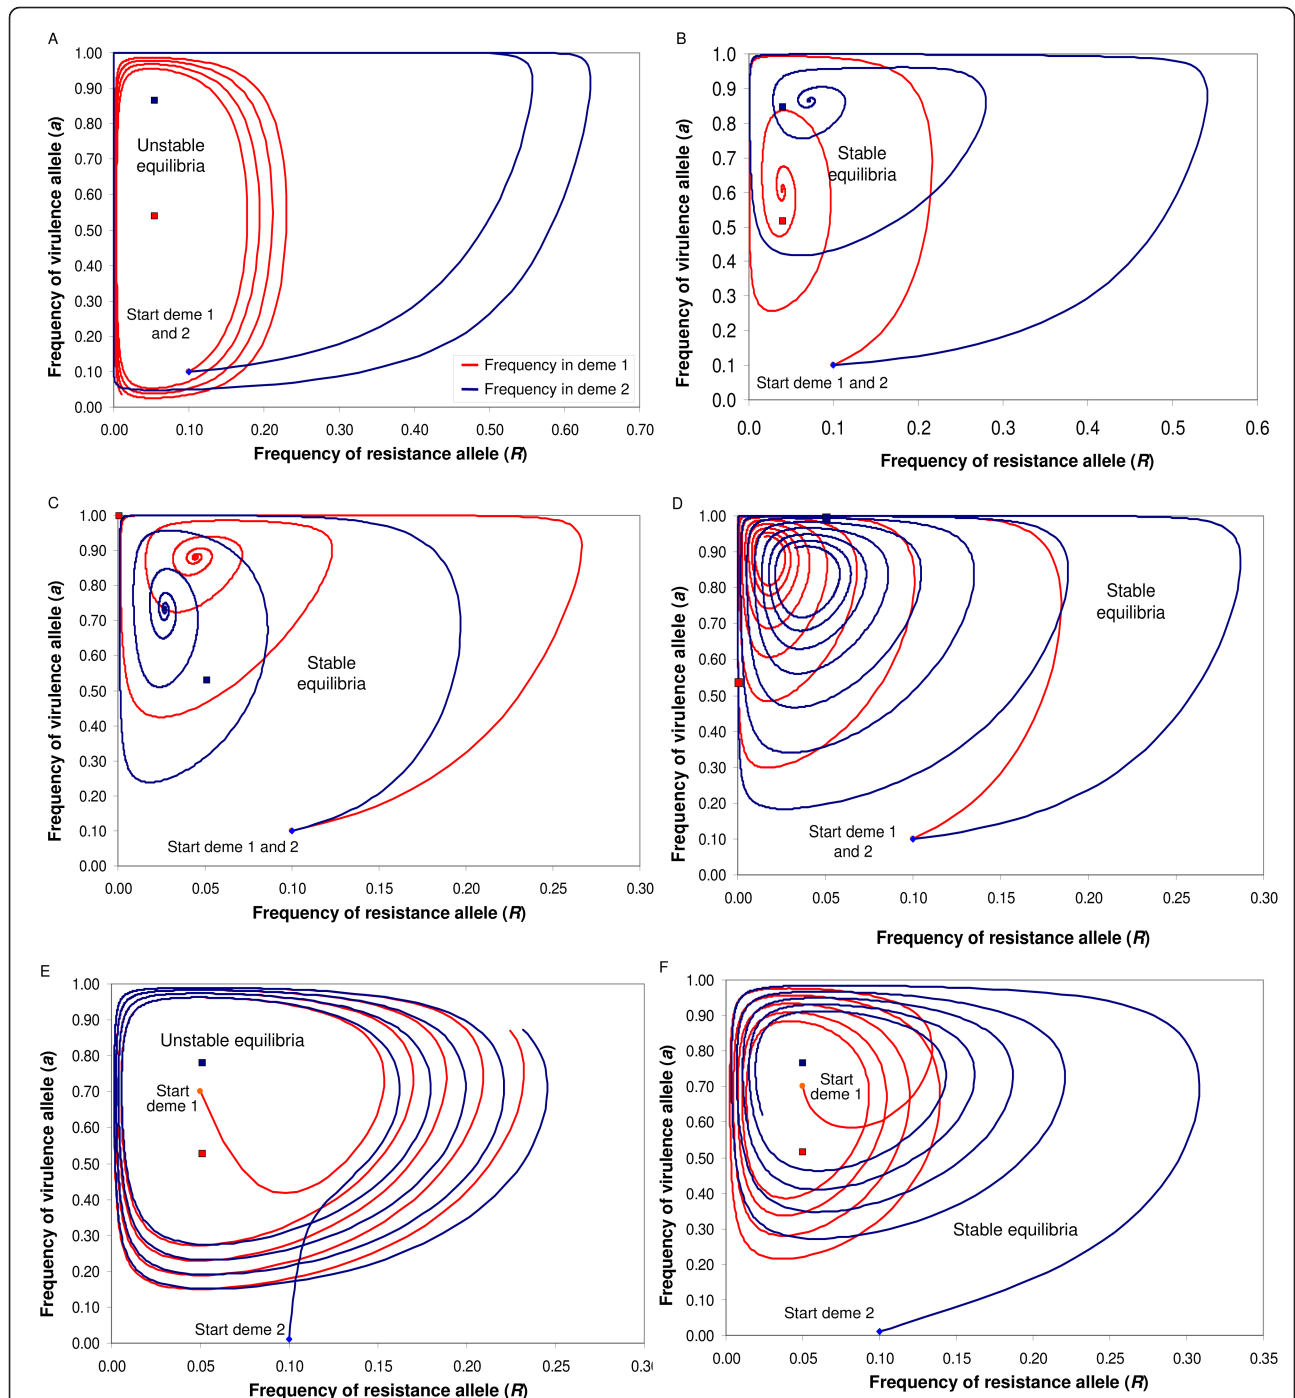 A
Frequency of virulence allele (a)
1.00
0.90
0.80
0.70
0.60
0.50
0.40
0.30
0.20
0.10
0.00
Unstable
equilibria
Start deme 1
and 2
Frequency in deme 1
Frequency in deme 2
0.00 0.10 0.20 0.30 0.40 0.50 0.60 0.70
Frequency of resistance allele (R)
B
Frequency of virulence allele (a)
1.0
0.9
0.8
0.7
0.6
0.5
0.4
0.3
0.2
0.1
0.0
Stable
equilibria
Start deme 1 and 2
0.0 0.1 0.2 0.3 0.4 0.5 0.6
Frequency of resistance allele (R)
C
Frequency of virulence allele (a)
1.00
0.90
0.80
0.70
0.60
0.50
0.40
0.30
0.20
0.10
0.00
Stable
equilibria
Start deme 1 and 2
0.00 0.05 0.10 0.15 0.20 0.25 0.30
Frequency of resistance allele (R)
D
Frequency of virulence allele (a)
1.00
0.90
0.80
0.70
0.60
0.50
0.40
0.30
0.20
0.10
0.00
Stable
equilibria
Start deme 1
and 2
0.00 0.05 0.10 0.15 0.20 0.25 0.30
Frequency of resistance allele (R)
E
Frequency of virulence allele (a)
1.00
0.90
0.80
0.70
0.60
0.50
0.40
0.30
0.20
0.10
0.00
Unstable equilibria
Start
deme 1
Start deme 2
0.00 0.05 0.10 0.15 0.20 0.25 0.30
Frequency of resistance allele (R)
F
Frequency of virulence allele (a)
1.00
0.90
0.80
0.70
0.60
0.50
0.40
0.30
0.20
0.10
0.00
Start
deme 1
Stable equilibria
Start deme 2
0.00 0.05 0.10 0.15 0.20 0.25 0.30 0.35
Frequency of resistance allele (R)